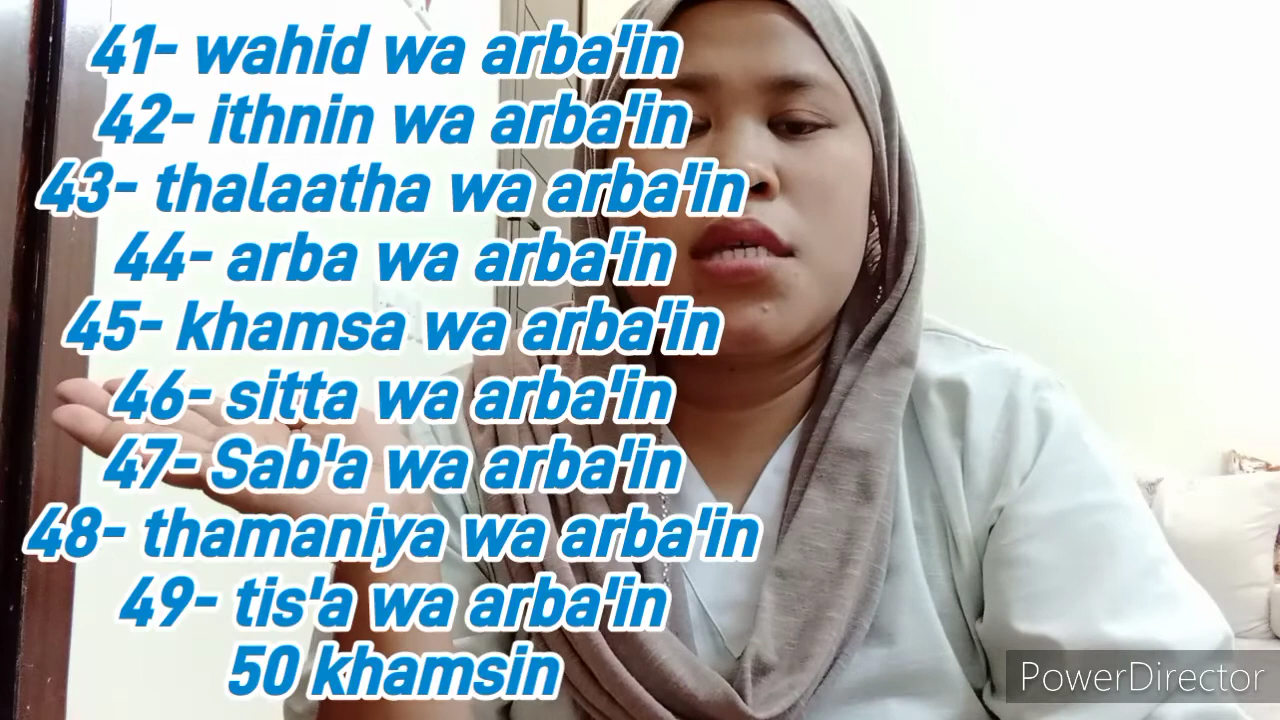 41- wahid wa arba'in
42- ithnin wa arba'in
43- thalaatha wa arba'in
44- arba wa arba'in
45- khamsa wa arba'in
46- sitta wa arba'in
47- Sab'a wa arba'in
48- thamaniya wa arba'in
49- tis'a wa arba'in
50 khamsin
PowerDirector